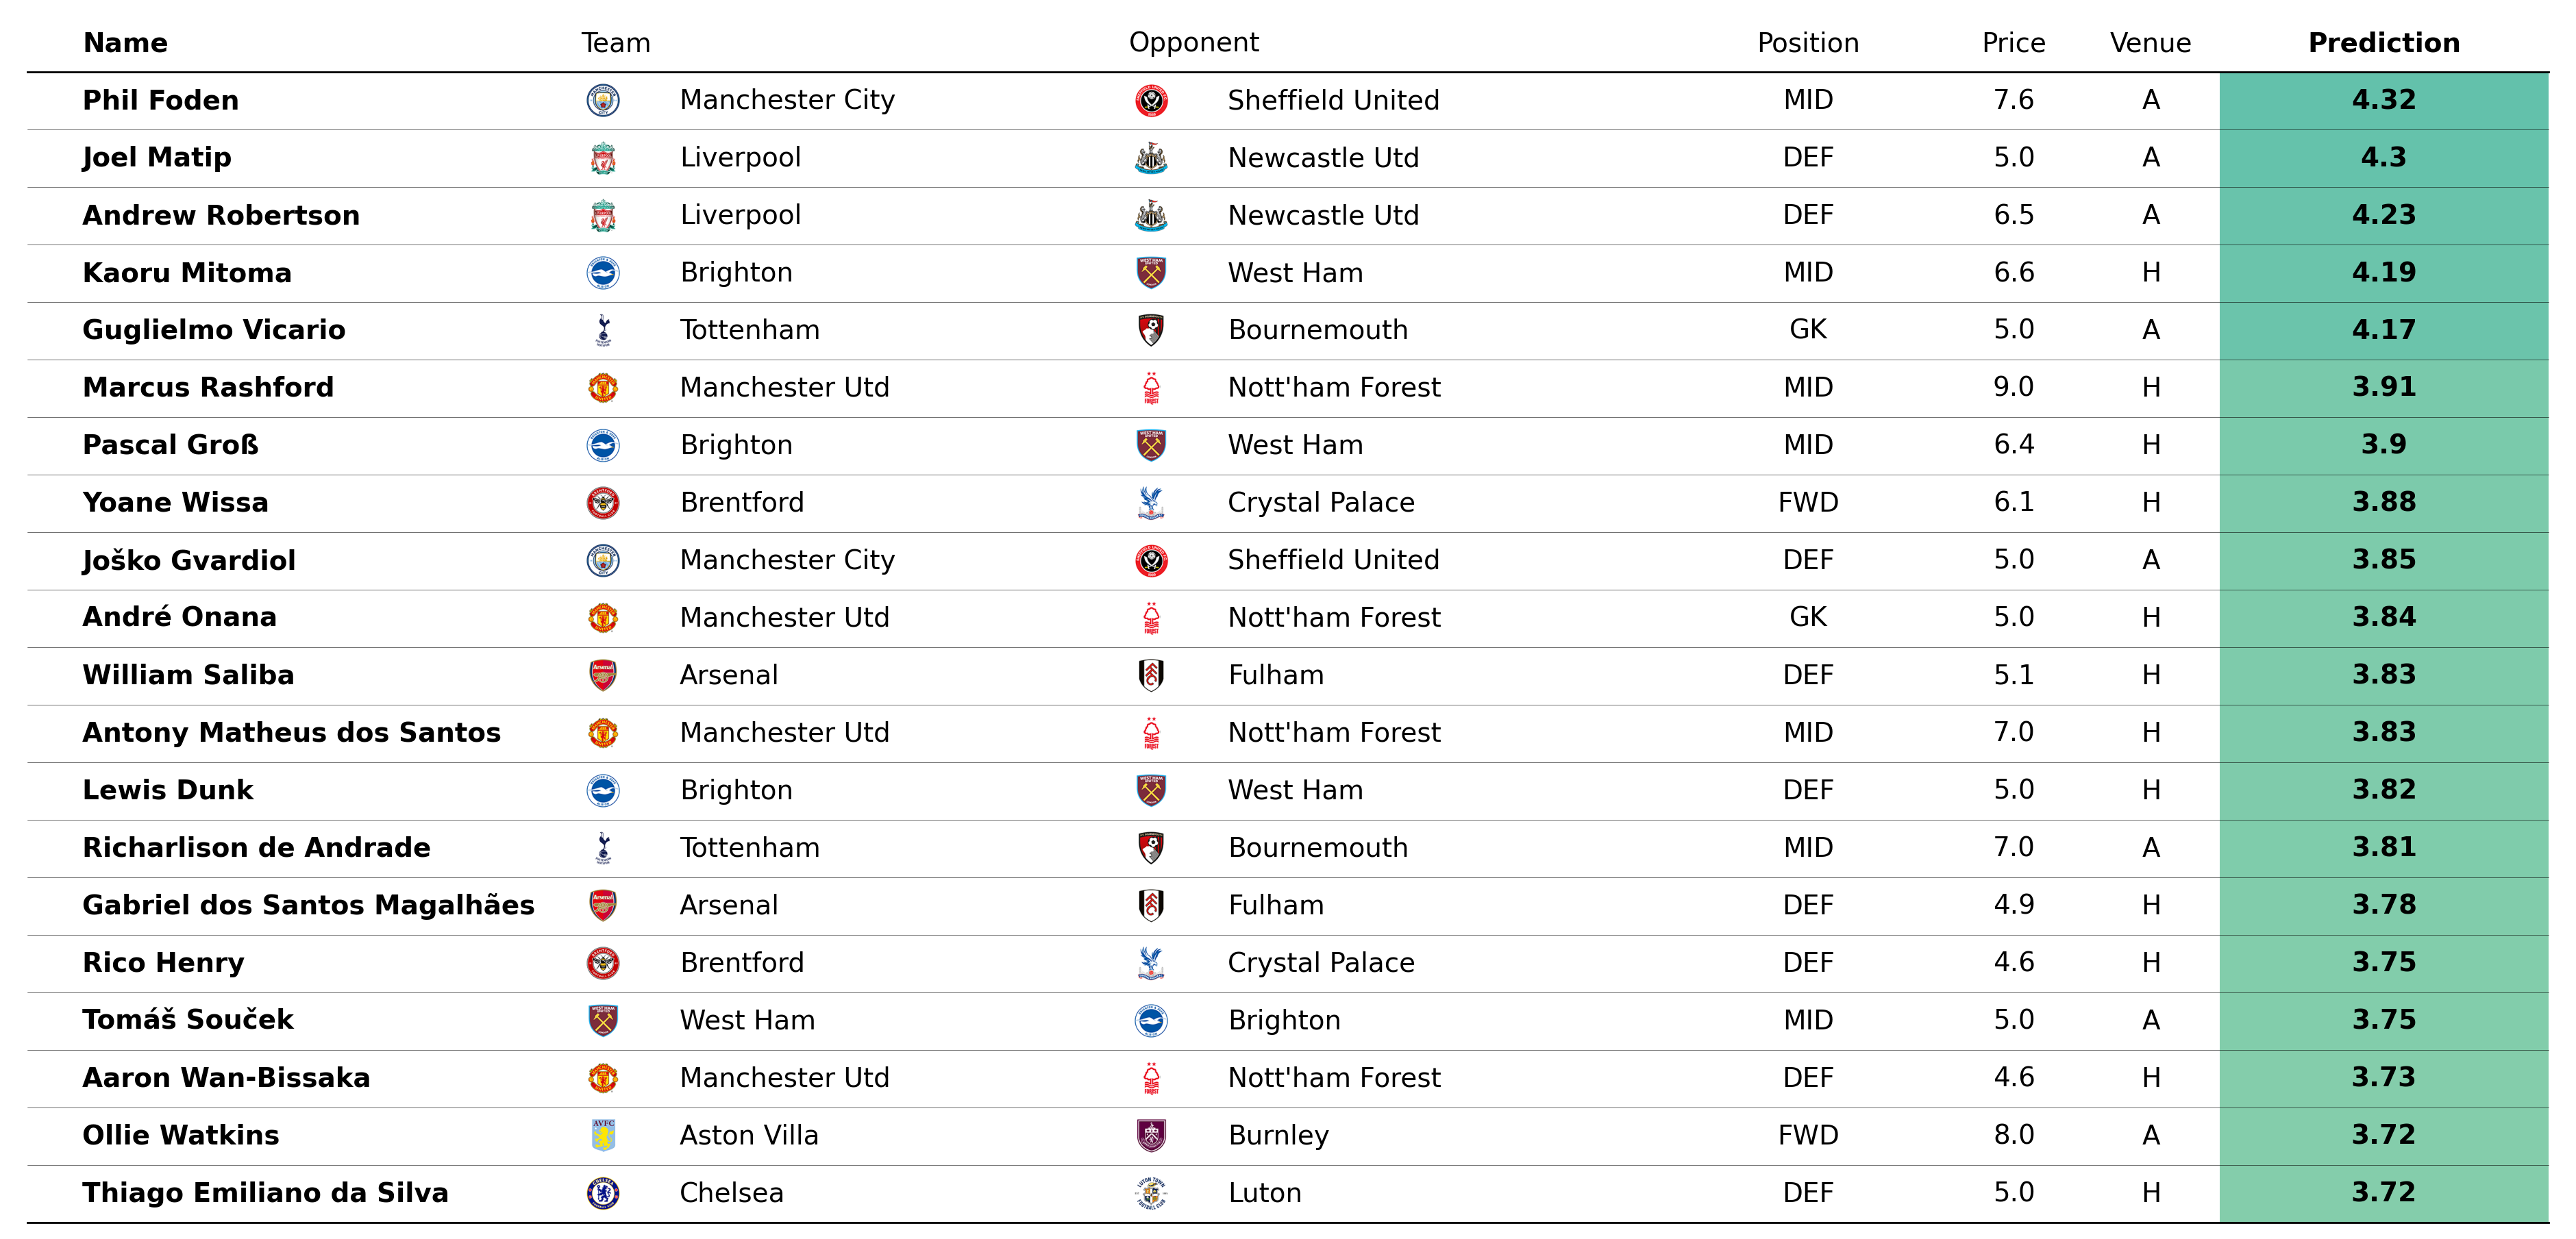 Name Team Opponent Position Price Venue Prediction
Phil Foden Manchester City Sheffield United MID 7.6 A 4.32
Joel Matip Liverpool Newcastle Utd DEF 5.0 A 4.3
Andrew Robertson Liverpool Newcastle Utd DEF 6.5 A 4.23
Kaoru Mitoma Brighton West Ham MID 6.6 H 4.19
Guglielmo Vicario Tottenham Bournemouth GK 5.0 A 4.17
Marcus Rashford Manchester Utd Nott'ham Forest MID 9.0 H 3.91
Pascal Groß Brighton West Ham MID 6.4 H 3.9
Yoane Wissa Brentford Crystal Palace FWD 6.1 H 3.88
Joško Gvardiol Manchester City Sheffield United DEF 5.0 A 3.85
André Onana Manchester Utd Nott'ham Forest GK 5.0 H 3.84
William Saliba Arsenal Fulham DEF 5.1 H 3.83
Antony Matheus dos Santos Manchester Utd Nott'ham Forest MID 7.0 H 3.83
Lewis Dunk Brighton West Ham DEF 5.0 H 3.82
Richarlison de Andrade Tottenham Bournemouth MID 7.0 A 3.81
Gabriel dos Santos Magalhães Arsenal Fulham DEF 4.9 H 3.78
Rico Henry Brentford Crystal Palace DEF 4.6 H 3.75
Tomáš Souček West Ham Brighton MID 5.0 A 3.75
Aaron Wan-Bissaka Manchester Utd Nott'ham Forest DEF 4.6 H 3.73
Ollie Watkins Aston Villa Burnley FWD 8.0 A 3.72
Thiago Emiliano da Silva Chelsea Luton DEF 5.0 H 3.72